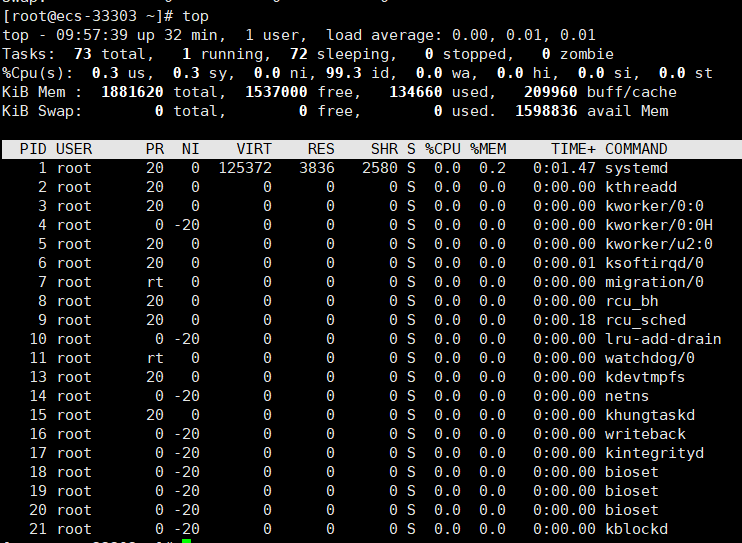 [root@ecs-33303 ~]# top
top - 09:57:39 up 32 min,  1 user,  load average: 0.00, 0.01, 0.01
Tasks:  73 total,   1 running,  72 sleeping,   0 stopped,   0 zombie
%Cpu(s):  0.3 us,  0.3 sy,  0.0 ni, 99.3 id,  0.0 wa,  0.0 hi,  0.0 si,  0.0 st
KiB Mem :  1881620 total,  1537000 free,   134660 used,   209960 buff/cache
KiB Swap:        0 total,        0 free,        0 used.  1598836 avail Mem
  PID USER      PR  NI    VIRT    RES    SHR S %CPU %MEM     TIME+ COMMAND
    1 root      20   0  125372   3836   2580 S  0.0  0.2   0:01.47 systemd
    2 root      20   0       0      0      0 S  0.0  0.0   0:00.00 kthreadd
    3 root      20   0       0      0      0 S  0.0  0.0   0:00.00 kworker/0:0
    4 root       0 -20       0      0      0 S  0.0  0.0   0:00.00 kworker/0:0H
    5 root      20   0       0      0      0 S  0.0  0.0   0:00.00 kworker/u2:0
    6 root      20   0       0      0      0 S  0.0  0.0   0:00.01 ksoftirqd/0
    7 root      rt   0       0      0      0 S  0.0  0.0   0:00.00 migration/0
    8 root      20   0       0      0      0 S  0.0  0.0   0:00.00 rcu_bh
    9 root      20   0       0      0      0 S  0.0  0.0   0:00.18 rcu_sched
   10 root       0 -20       0      0      0 S  0.0  0.0   0:00.00 lru-add-drain
   11 root      rt   0       0      0      0 S  0.0  0.0   0:00.00 watchdog/0
   13 root      20   0       0      0      0 S  0.0  0.0   0:00.00 kdevtmpfs
   14 root       0 -20       0      0      0 S  0.0  0.0   0:00.00 netns
   15 root      20   0       0      0      0 S  0.0  0.0   0:00.00 khungtaskd
   16 root       0 -20       0      0      0 S  0.0  0.0   0:00.00 writeback
   17 root       0 -20       0      0      0 S  0.0  0.0   0:00.00 kintegrityd
   18 root       0 -20       0      0      0 S  0.0  0.0   0:00.00 bioset
   19 root       0 -20       0      0      0 S  0.0  0.0   0:00.00 bioset
   20 root       0 -20       0      0      0 S  0.0  0.0   0:00.00 bioset
   21 root       0 -20       0      0      0 S  0.0  0.0   0:00.00 kblockd